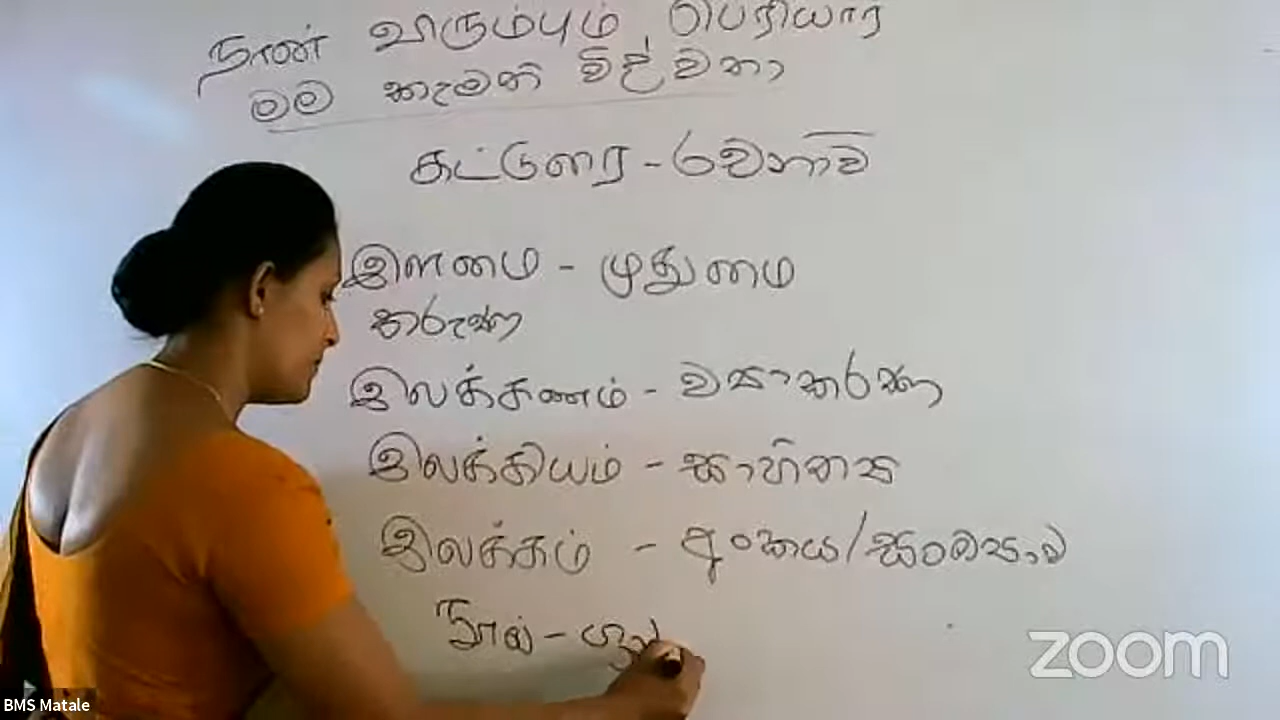 நான் விரும்பும் பெரியார்
මම කැමති විද්වතා
கட்டுரை - රචනාව
இளமை - முதுமை
තරුණ
இலக்கணம் - ව්‍යාකරණ
இலக்கியம் - සාහිත්‍ය
இலக்கம் - අංකය/සංඛ්‍යාව
நூல் -
zoom
BMS Matale